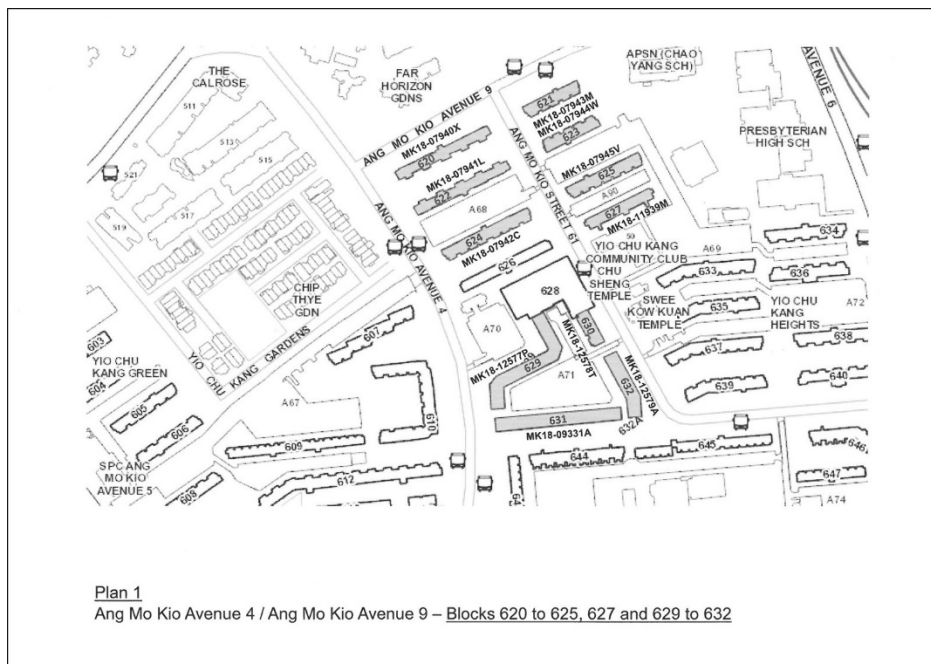 THE
CALROSE
FAR
HORIZON
GDNS
APSN (CHAO
YANG SCH)
AVENUE 6
511
513
515
521
517
519
ANG MO KIO AVENUE 9
MK18-07940X
620
MK18-07941L
622
A68
624
MK18-07942C
626
621
MK18-07943M
MK18-07944W
623
MK18-07945V
625
A90
627
MK18-11939M
ANG MO KIO STREET 61
ANG MO KIO AVENUE 4
PRESBYTERIAN
HIGH SCH
YIO CHU KANG
COMMUNITY CLUB
CHU
SHENG
TEMPLE
SWEE
KOW KUAN
TEMPLE
A69
634
633
636
635
YIO CHU
KANG
HEIGHTS
A72
637
638
639
640
CHIP
THYE
GDN
628
A70
630
MK18-12578T
629
A71
632
MK18-12579A
632A
631
MK18-09331A
YIO CHU
KANG GARDENS
607
603
YIO CHU
KANG GREEN
604
605
606
A67
609
610
SPC ANG
MO KIO
AVENUE 5
608
612
644
645
646
647
A74
Plan 1
Ang Mo Kio Avenue 4 / Ang Mo Kio Avenue 9 – Blocks 620 to 625, 627 and 629 to 632